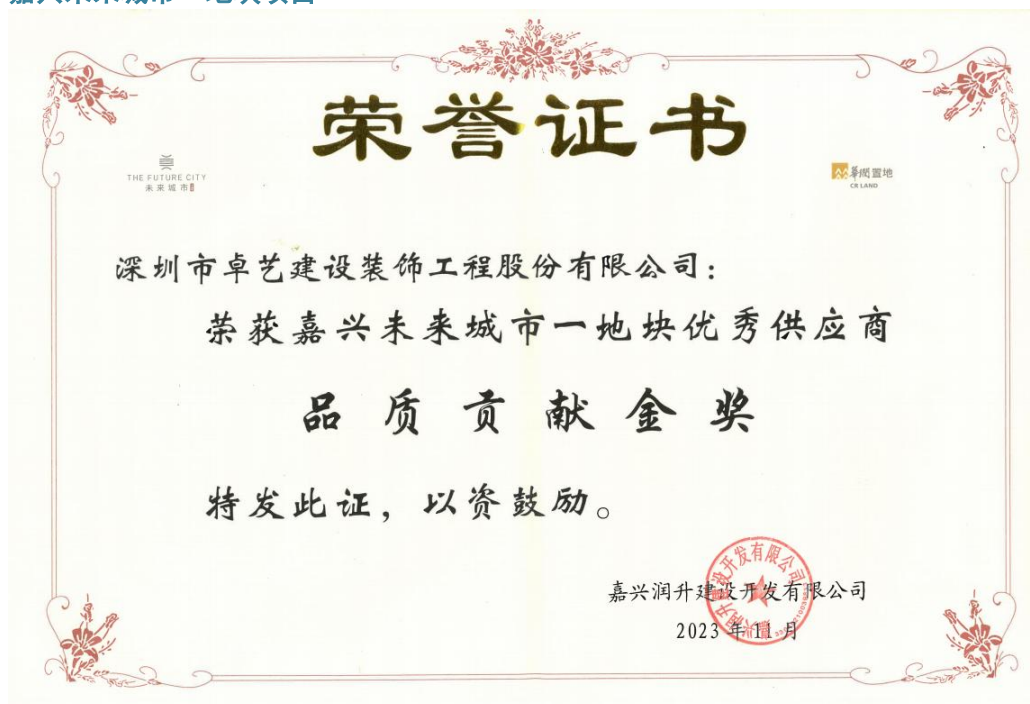 荣誉证书
THE FUTURE CITY
未来城市
華潤置地
CR LAND
深圳市卓艺建设装饰工程股份有限公司：
荣获嘉兴未来城市一地块优秀供应商
品质贡献金奖
特发此证，以资鼓励。
嘉兴润升建设开发有限公司
2023年11月